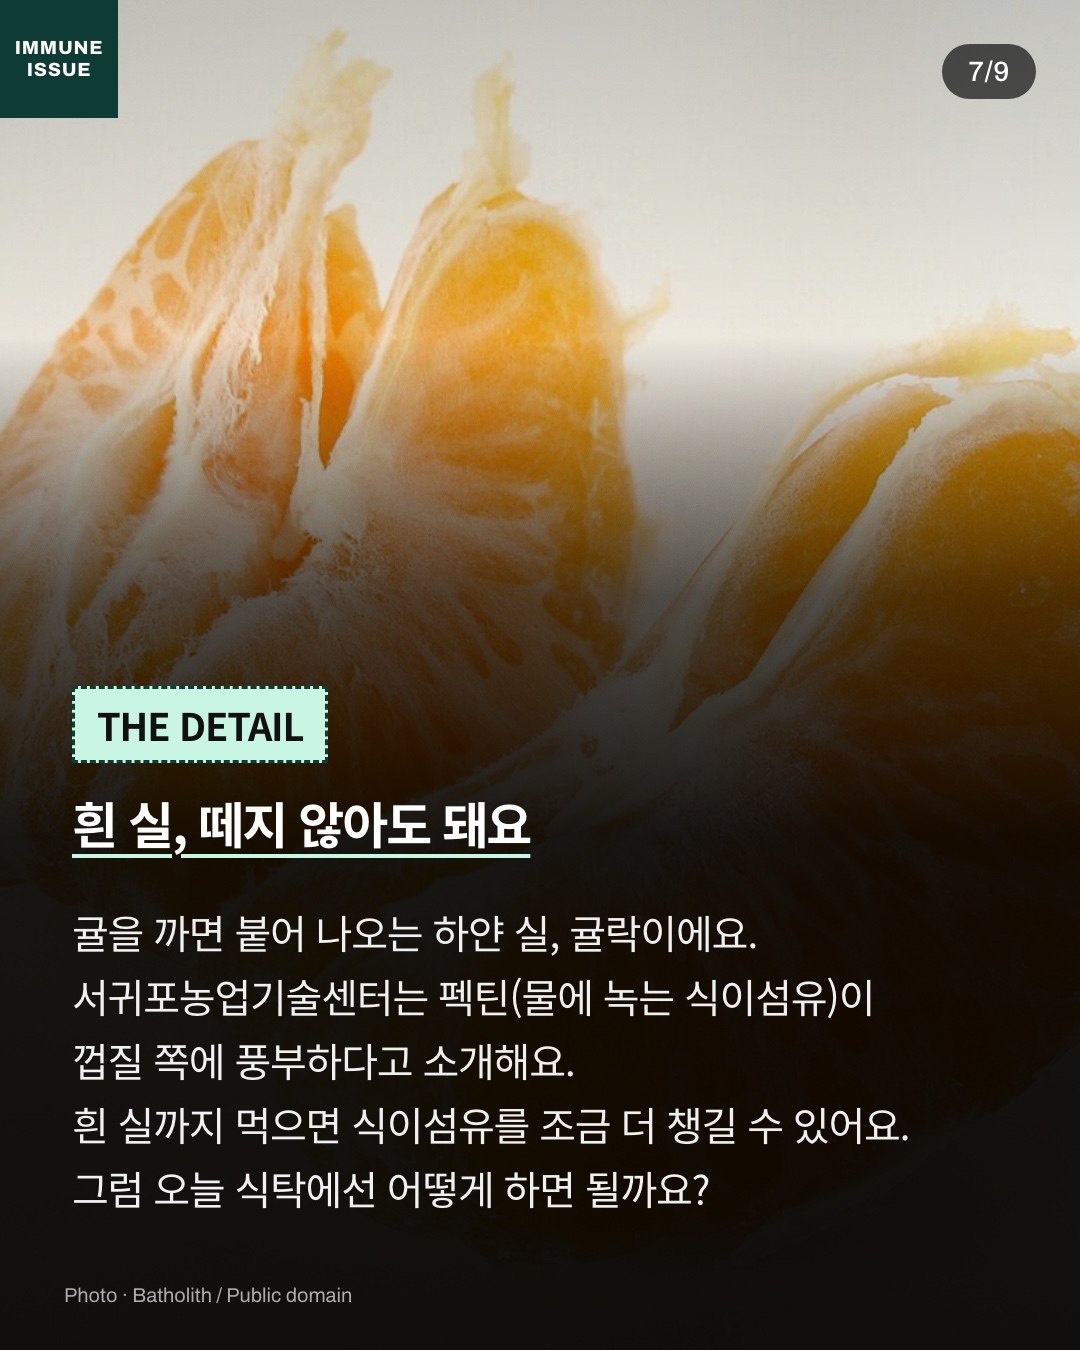 IMMUNE
ISSUE
7/9
THE DETAIL
흰 실, 떼지 않아도 돼요
귤을 까면 붙어 나오는 하얀 실, 귤락이에요.
서귀포농업기술센터는 펙틴(물에 녹는 식이섬유)이
껍질 쪽에 풍부하다고 소개해요.
흰 실까지 먹으면 식이섬유를 조금 더 챙길 수 있어요.
그럼 오늘 식탁에선 어떻게 하면 될까요?
Photo · Batholith / Public domain